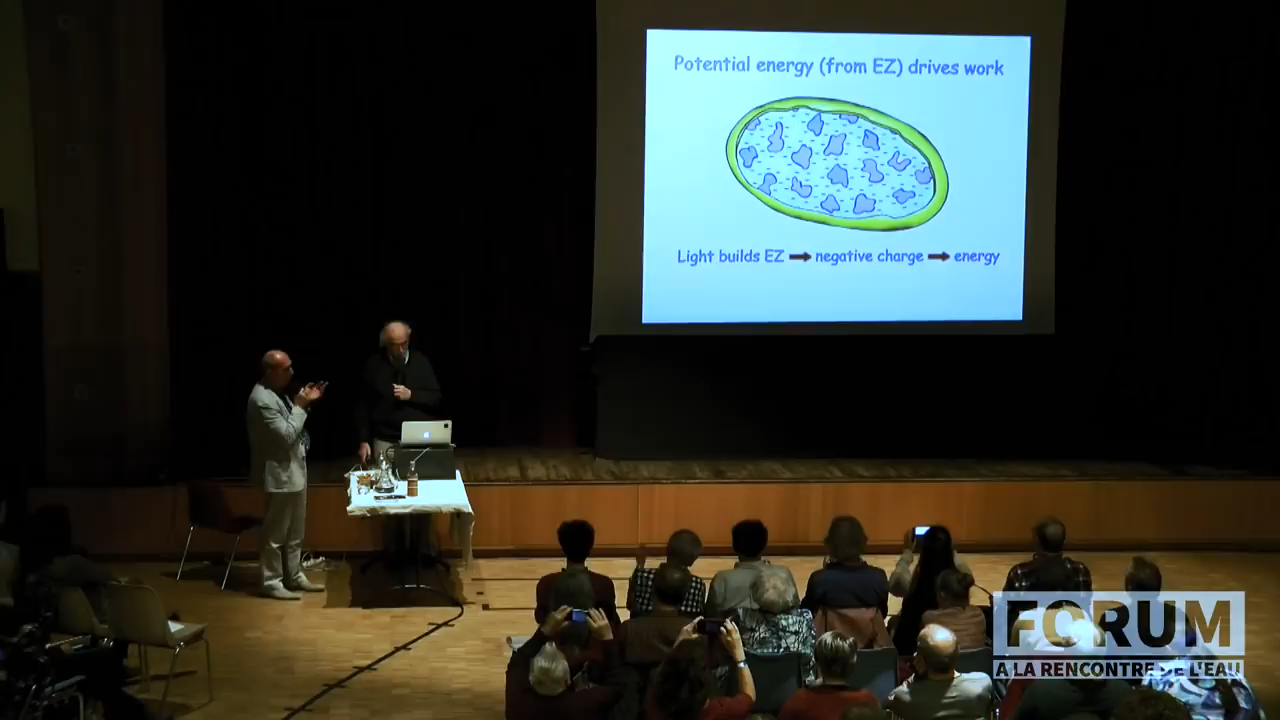 Potential energy (from EZ) drives work
Light builds EZ ➡ negative charge ➡ energy
FORUM
A LA RENCONTRE DE L'EAU